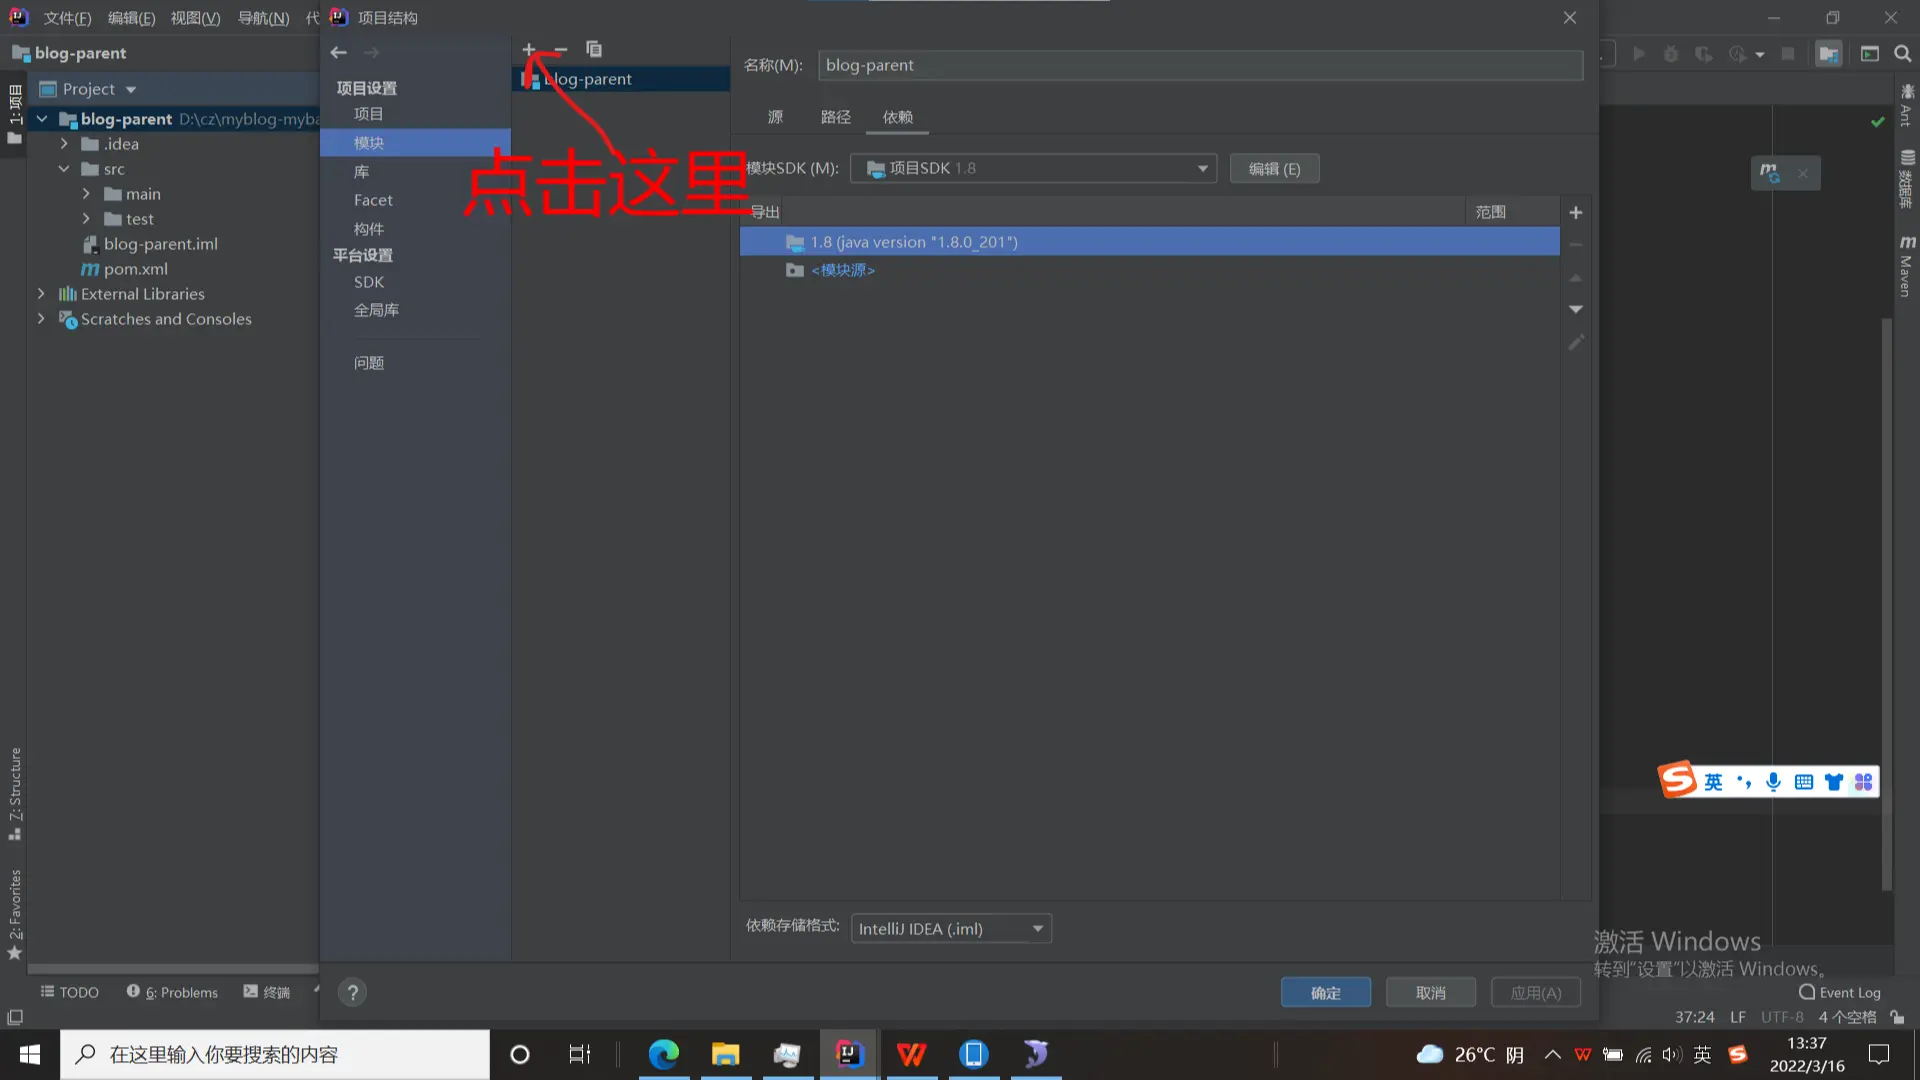 文件(F) 编辑(E) 视图(V) 导航(N) 代
项目结构
blog-parent
Project
blog-parent D:\cz\myblog-myba
.idea
src
main
test
blog-parent.iml
pom.xml
External Libraries
Scratches and Consoles
1:项目
7: Structure
2: Favorites
项目设置
项目
模块
库
Facet
构件
平台设置
SDK
全局库
问题
blog-parent
点击这里
名称(M): blog-parent
源 路径 依赖
模块SDK (M): 项目SDK 1.8 编辑 (E)
导出 范围
1.8 (java version "1.8.0_201")
<模块源>
依赖存储格式: IntelliJ IDEA (.iml)
? 确定 取消 应用(A)
Ant
数据库
m Maven
英
激活 Windows
转到"设置"以激活 Windows。
TODO 6: Problems 终端 Event Log
37:24 LF UTF-8 4 个空格
在这里输入你要搜索的内容
26°C 阴 英
13:37
2022/3/16